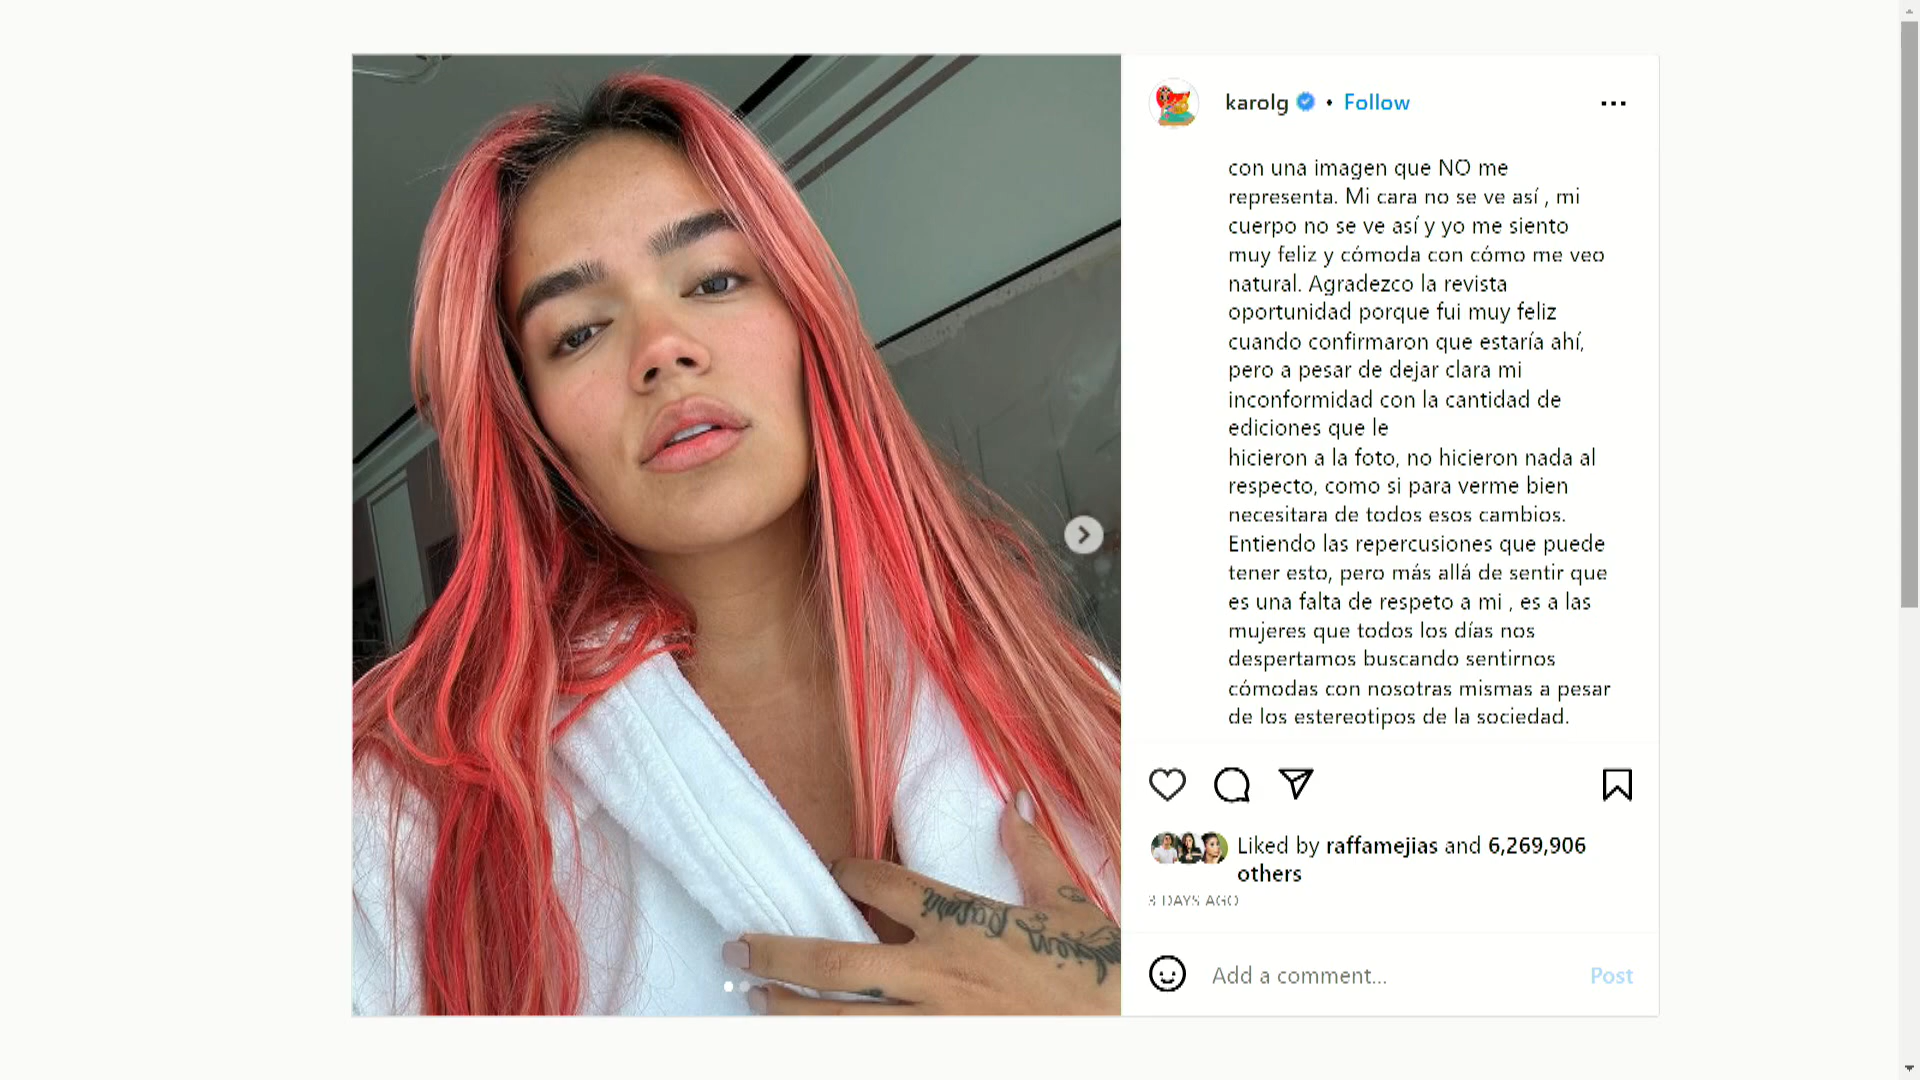 karolg • Follow
con una imagen que NO me
representa. Mi cara no se ve así , mi
cuerpo no se ve así y yo me siento
muy feliz y cómoda con cómo me veo
natural. Agradezco la revista
oportunidad porque fui muy feliz
cuando confirmaron que estaría ahí,
pero a pesar de dejar clara mi
inconformidad con la cantidad de
ediciones que le
hicieron a la foto, no hicieron nada al
respecto, como si para verme bien
necesitara de todos esos cambios.
Entiendo las repercusiones que puede
tener esto, pero más allá de sentir que
es una falta de respeto a mi , es a las
mujeres que todos los días nos
despertamos buscando sentirnos
cómodas con nosotras mismas a pesar
de los estereotipos de la sociedad.
Liked by raffamejias and 6,269,906
others
3 DAYS AGO
Add a comment... Post